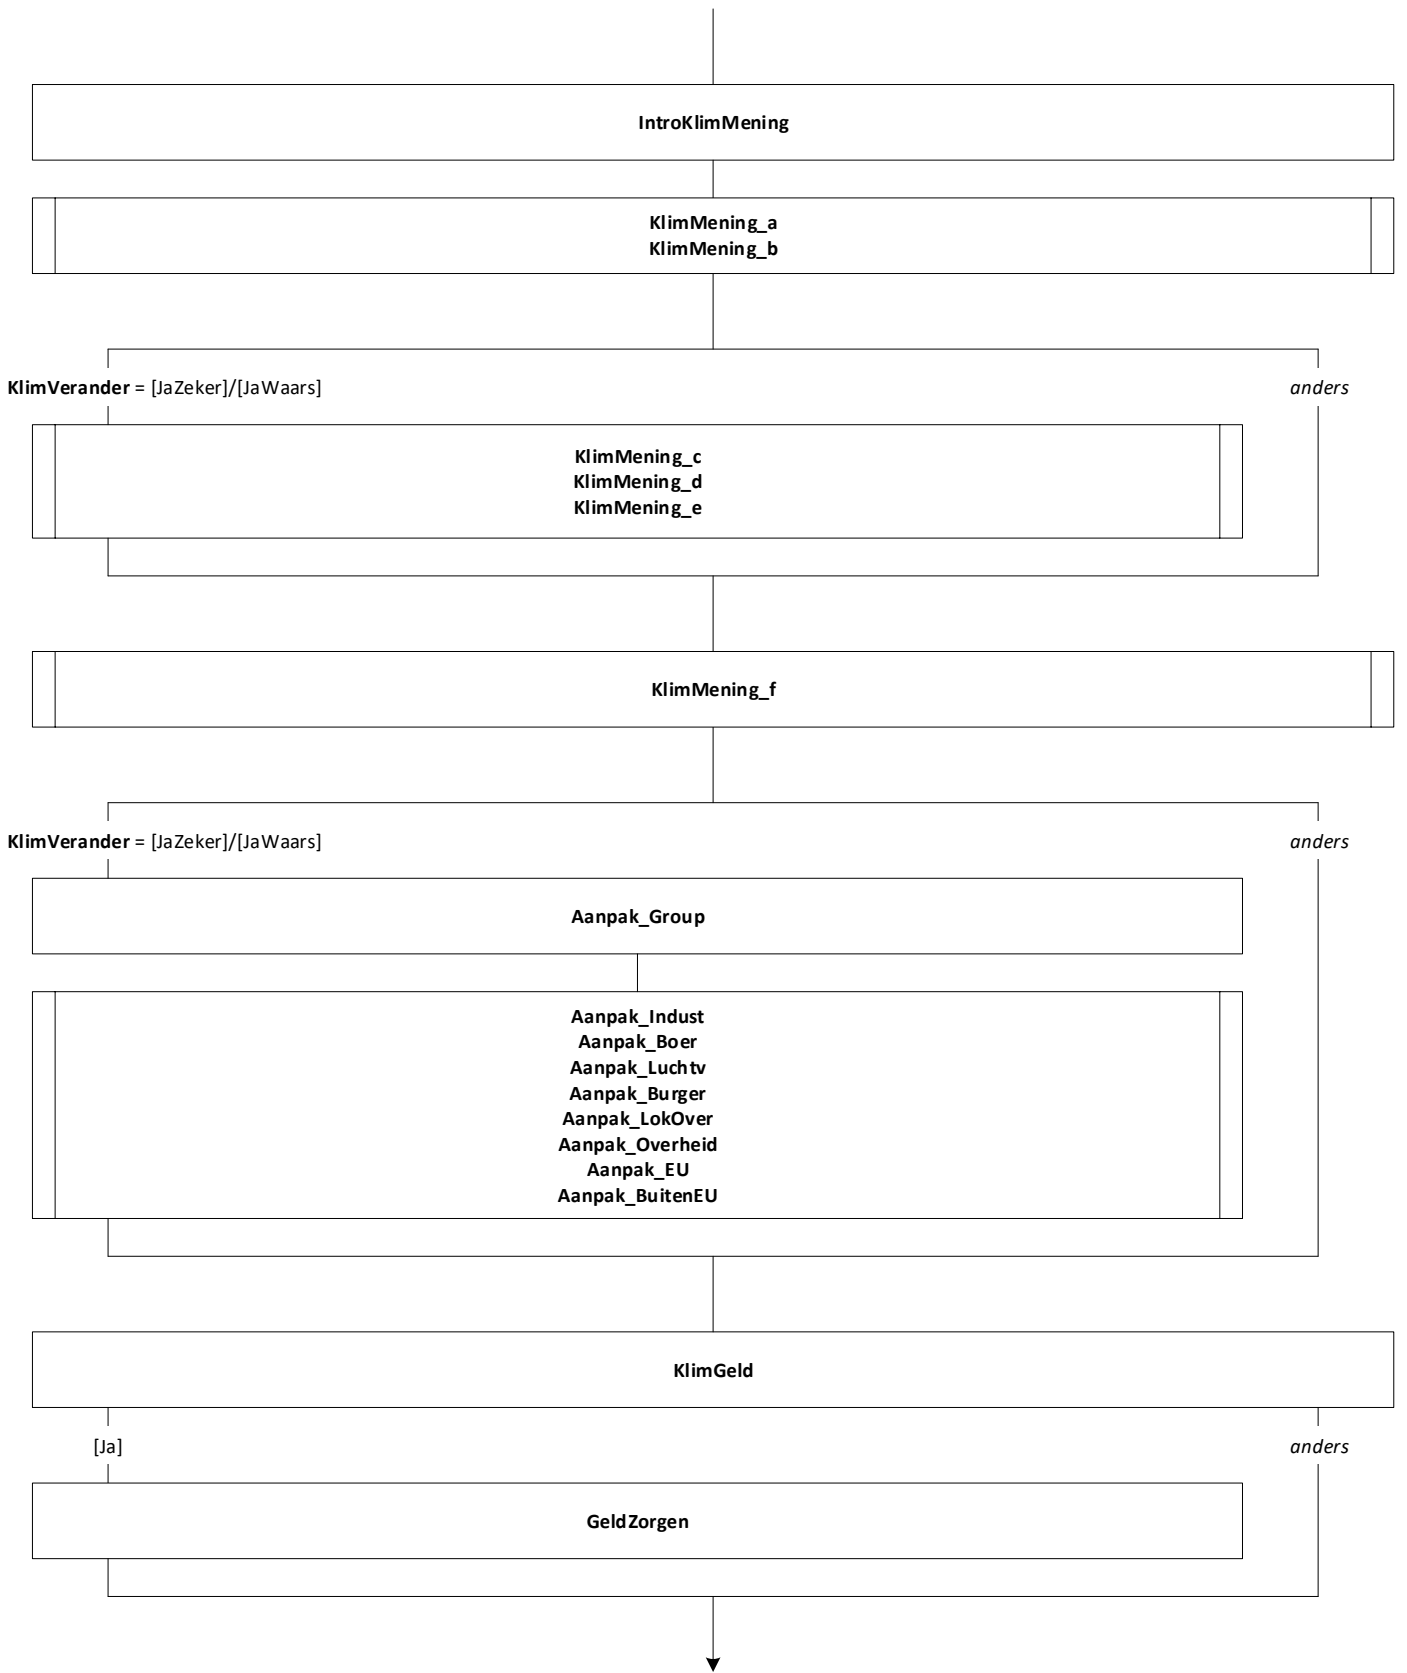 IntroKlimMening
KlimMening_a
KlimMening_b
KlimVerander = [JaZeker]/[JaWaars]
anders
KlimMening_c
KlimMening_d
KlimMening_e
KlimMening_f
KlimVerander = [JaZeker]/[JaWaars]
anders
Aanpak_Group
Aanpak_Indust
Aanpak_Boer
Aanpak_Luchtv
Aanpak_Burger
Aanpak_LokOver
Aanpak_Overheid
Aanpak_EU
Aanpak_BuitenEU
KlimGeld
[Ja]
anders
GeldZorgen